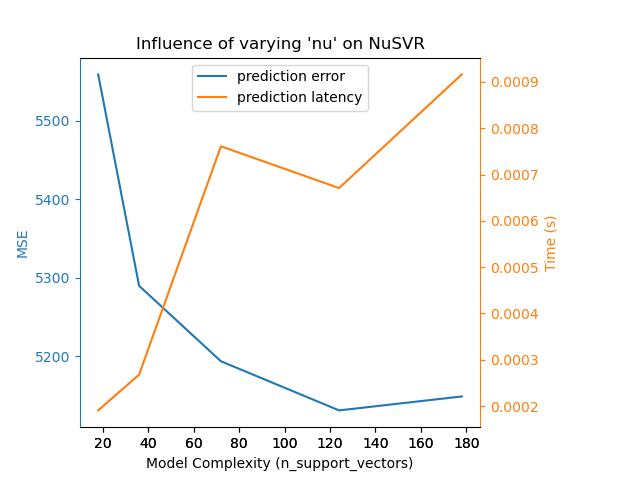 Influence of varying 'nu' on NuSVR
prediction error
prediction latency
5500
5400
5300
5200
MSE
0.0009
0.0008
0.0007
0.0006
0.0005
0.0004
0.0003
0.0002
Time (s)
20 40 60 80 100 120 140 160 180
Model Complexity (n_support_vectors)